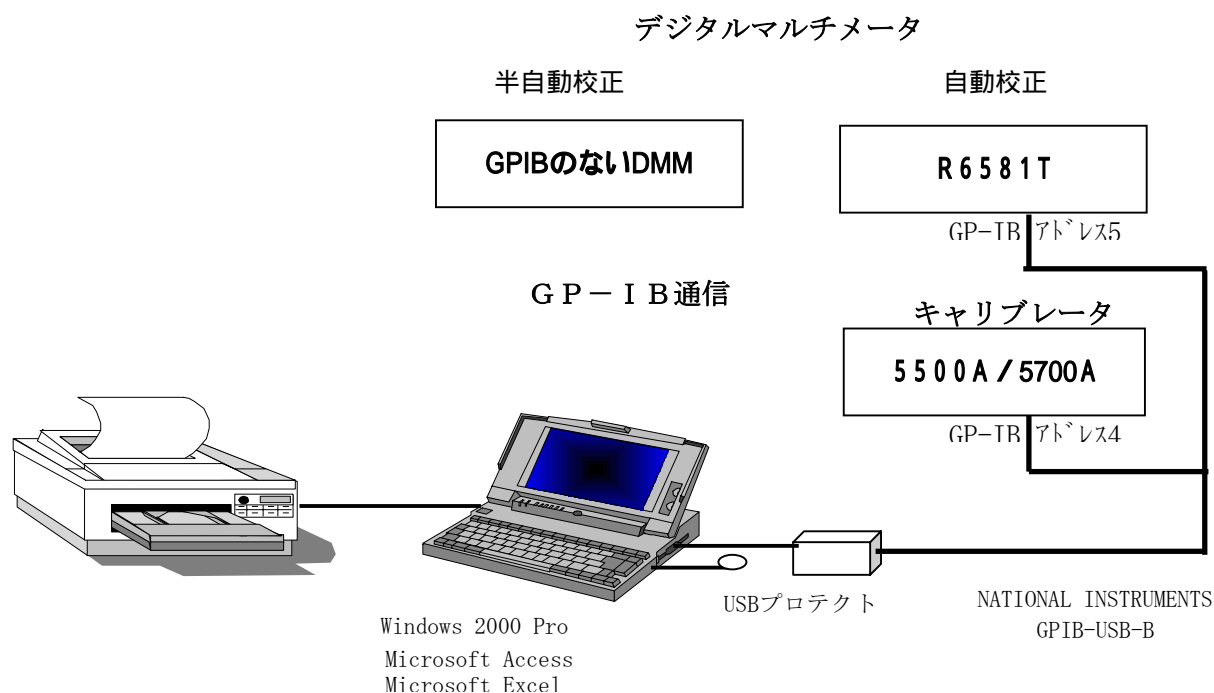 デジタルマルチメータ
半自動校正
自動校正
GPIBのないDMM
R6581T
GP-IB ｱﾄﾞﾚｽ5
GP－IB通信
キャリブレータ
5500A／5700A
GP-IB ｱﾄﾞﾚｽ4
USBプロテクト
NATIONAL INSTRUMENTS
GPIB-USB-B
Windows 2000 Pro
Microsoft Access
Microsoft Excel